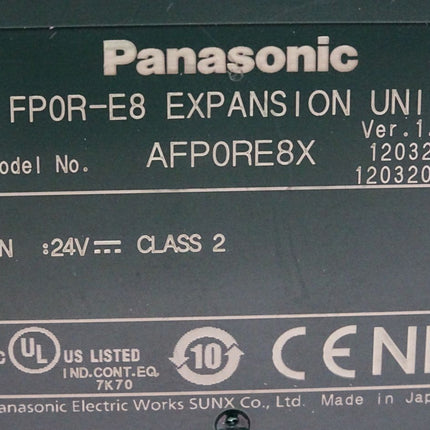 Panasonic
FP0R-E8 EXPANSION UNI
Ver.1.
odel No. AFP0RE8X 12032
120320
N :24V⎓ CLASS 2
c UL US LISTED 10 CE
IND.CONT.EQ.
7K70
anasonic Electric Works SUNX Co., Ltd. Made in Jap